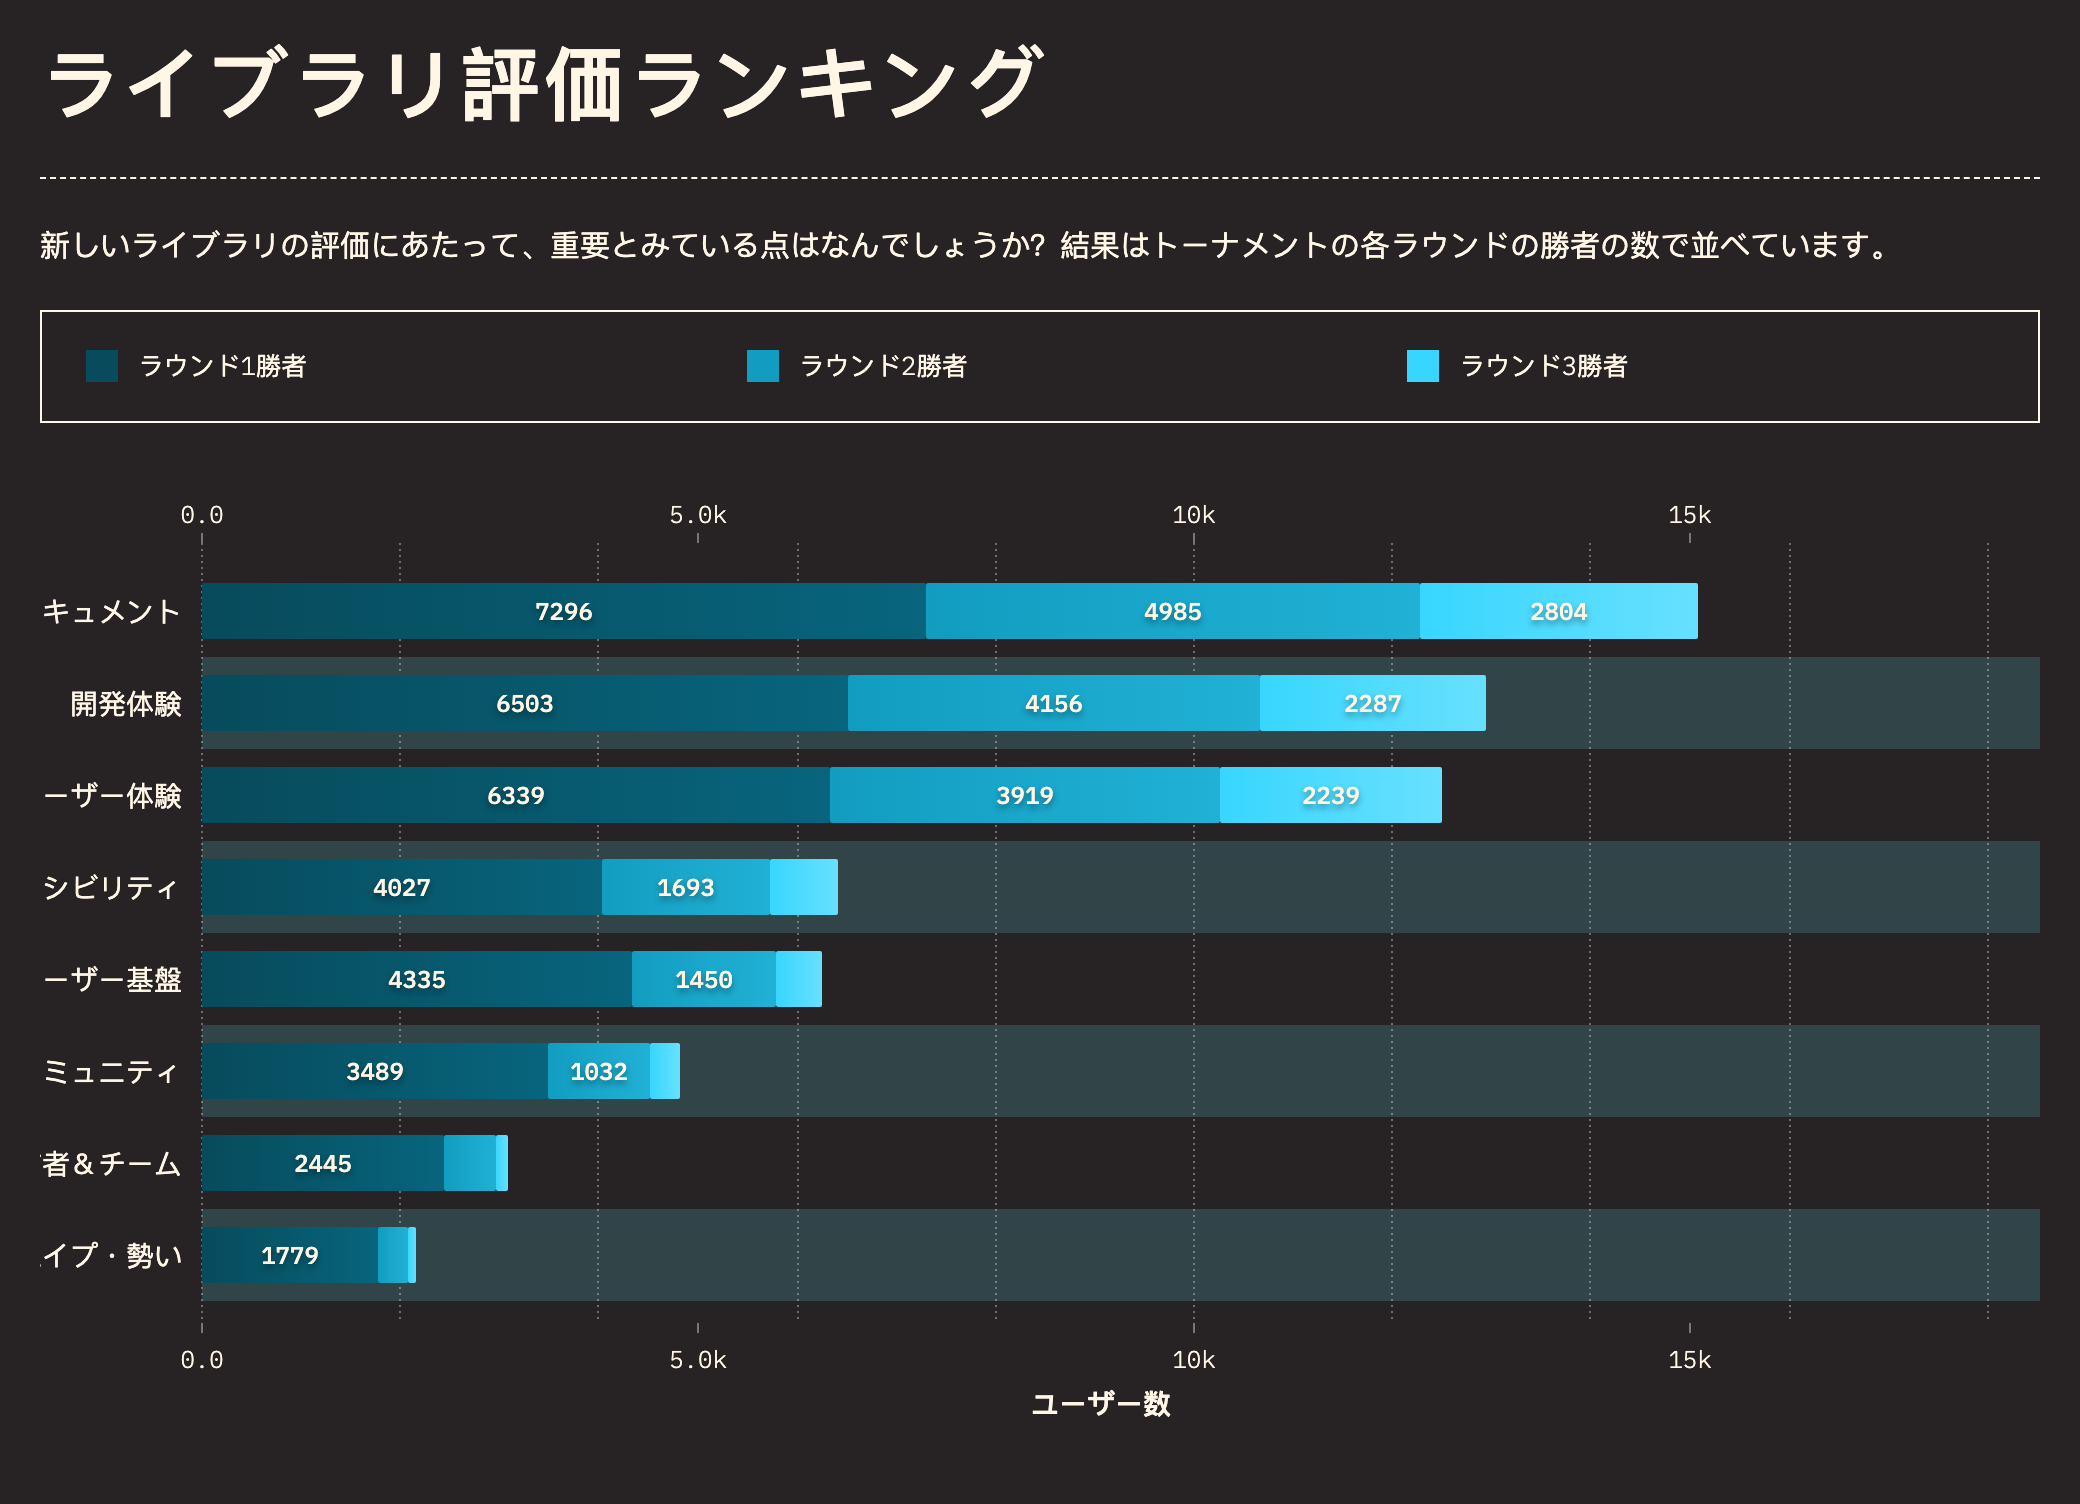 ライブラリ評価ランキング
新しいライブラリの評価にあたって、重要とみている点はなんでしょうか? 結果はトーナメントの各ラウンドの勝者の数で並べています。
ラウンド1勝者 ラウンド2勝者 ラウンド3勝者
0.0 5.0k 10k 15k
キュメント 7296 4985 2804
開発体験 6503 4156 2287
ーザー体験 6339 3919 2239
シビリティ 4027 1693
ーザー基盤 4335 1450
ミュニティ 3489 1032
者&チーム 2445
イプ・勢い 1779
0.0 5.0k 10k 15k
ユーザー数